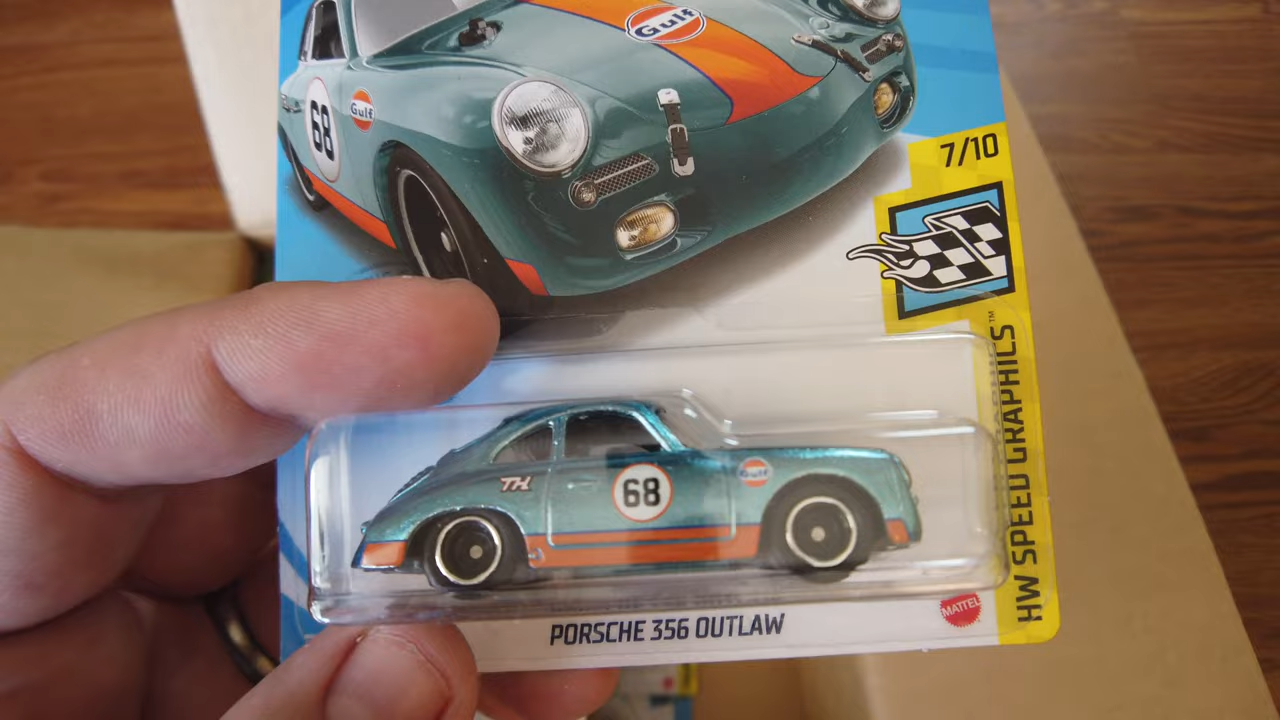 Gulf
68
Gulf
7/10
HW SPEED GRAPHICS™
TH
68
Gulf
MATTEL
PORSCHE 356 OUTLAW